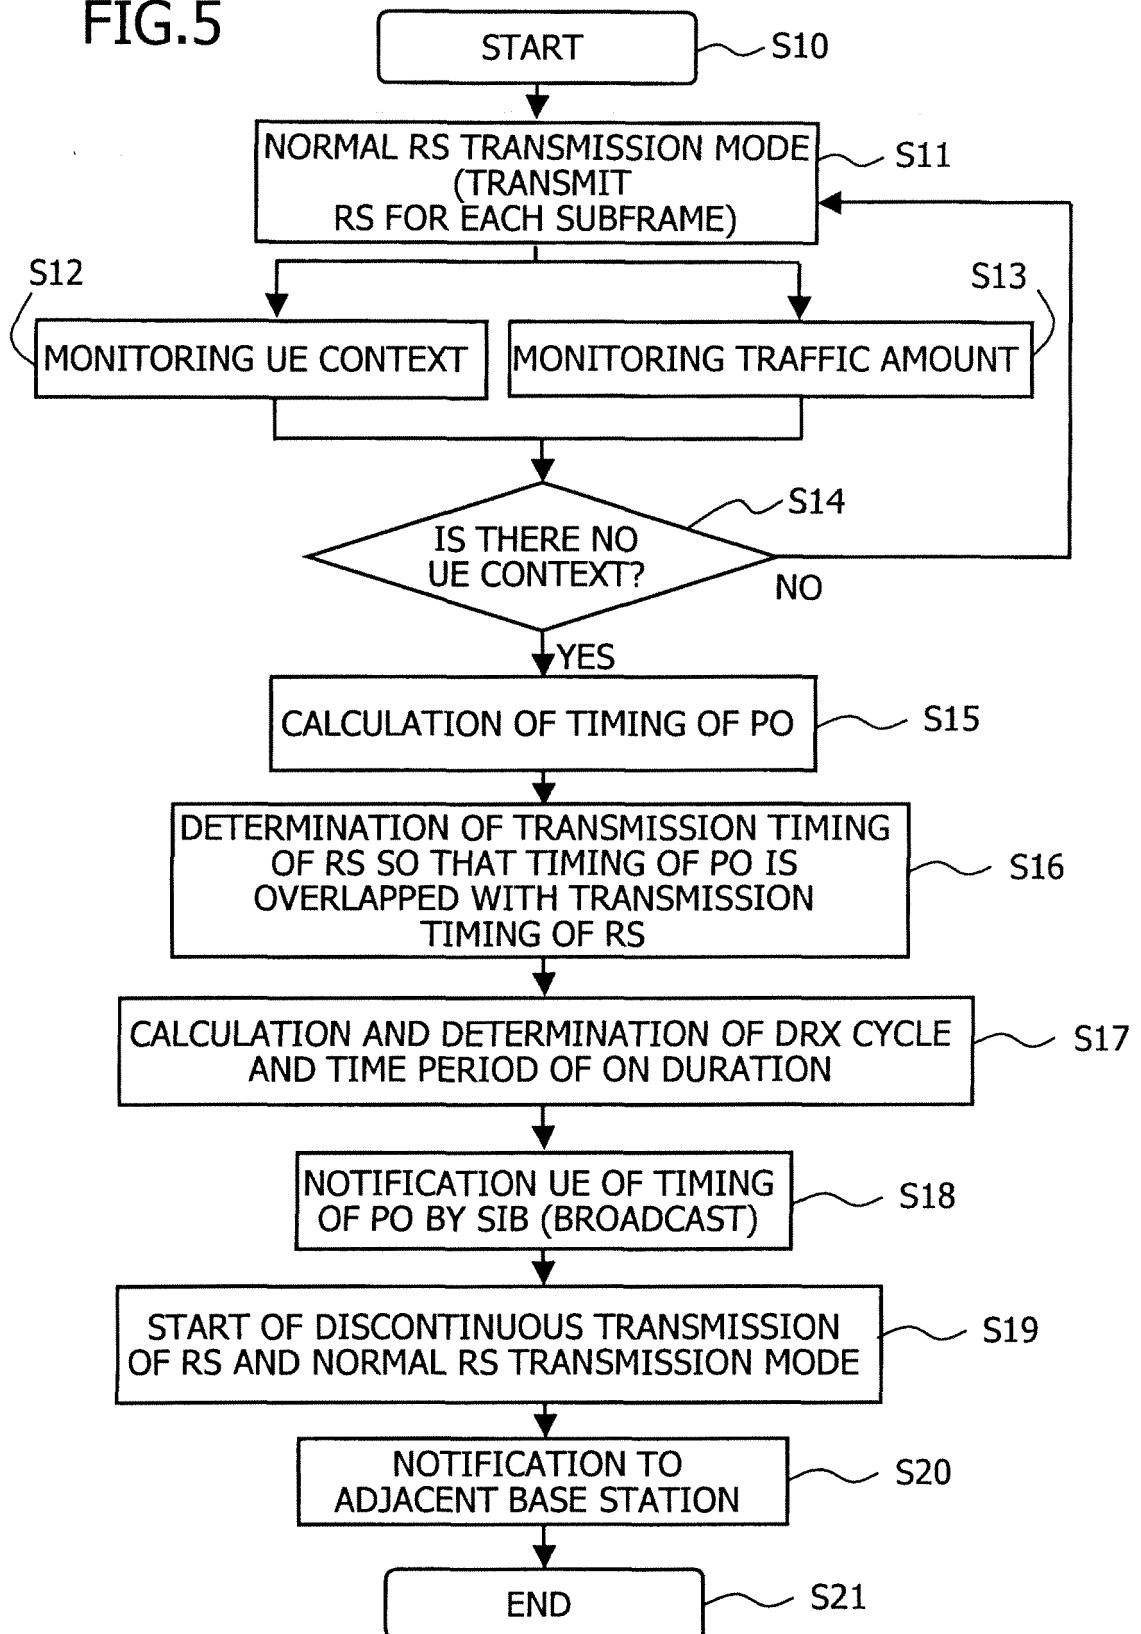 FIG.5
START
S10
NORMAL RS TRANSMISSION MODE
(TRANSMIT
RS FOR EACH SUBFRAME)
S11
S12
MONITORING UE CONTEXT
S13
MONITORING TRAFFIC AMOUNT
S14
IS THERE NO
UE CONTEXT?
NO
YES
CALCULATION OF TIMING OF PO
S15
DETERMINATION OF TRANSMISSION TIMING
OF RS SO THAT TIMING OF PO IS
OVERLAPPED WITH TRANSMISSION
TIMING OF RS
S16
CALCULATION AND DETERMINATION OF DRX CYCLE
AND TIME PERIOD OF ON DURATION
S17
NOTIFICATION UE OF TIMING
OF PO BY SIB (BROADCAST)
S18
START OF DISCONTINUOUS TRANSMISSION
OF RS AND NORMAL RS TRANSMISSION MODE
S19
NOTIFICATION TO
ADJACENT BASE STATION
S20
END
S21